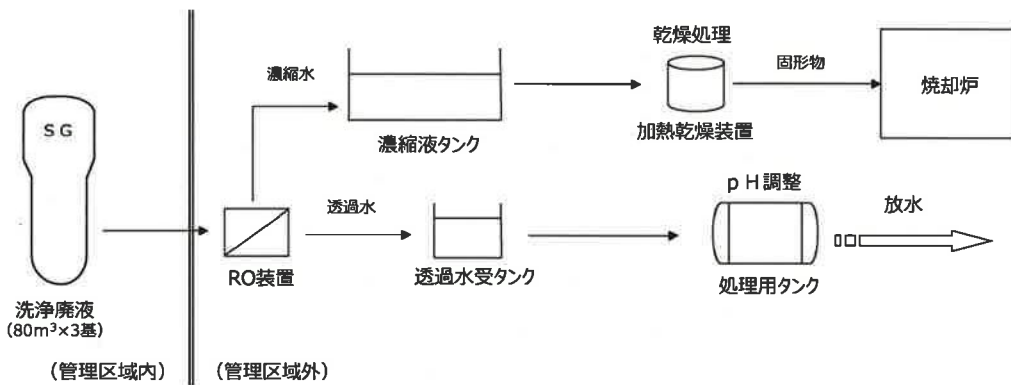 乾燥処理
濃縮水
固形物
焼却炉
SG
濃縮液タンク
加熱乾燥装置
pH調整
透過水
放水
RO装置
透過水受タンク
処理用タンク
洗浄廃液
(80m³×3基)
(管理区域内)
(管理区域外)